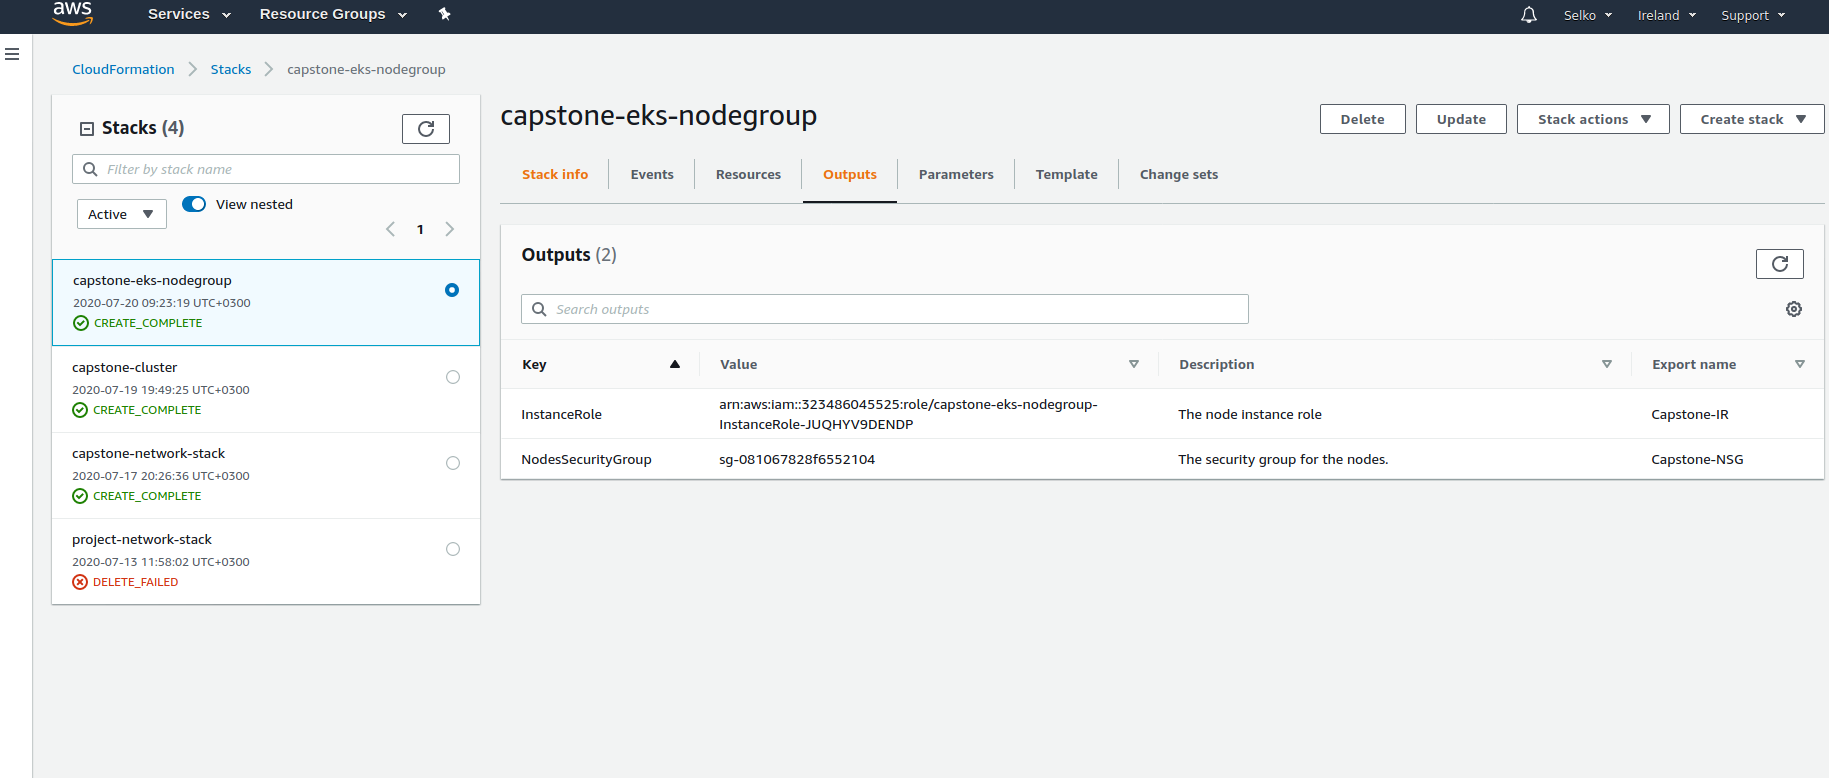 aws Services Resource Groups Selko Ireland Support
CloudFormation Stacks capstone-eks-nodegroup
Stacks (4)
Filter by stack name
Active View nested
1
capstone-eks-nodegroup
2020-07-20 09:23:19 UTC+0300
CREATE_COMPLETE
capstone-cluster
2020-07-19 19:49:25 UTC+0300
CREATE_COMPLETE
capstone-network-stack
2020-07-17 20:26:36 UTC+0300
CREATE_COMPLETE
project-network-stack
2020-07-13 11:58:02 UTC+0300
DELETE_FAILED
capstone-eks-nodegroup
Delete Update Stack actions Create stack
Stack info Events Resources Outputs Parameters Template Change sets
Outputs (2)
Search outputs
Key Value Description Export name
InstanceRole arn:aws:iam::323486045525:role/capstone-eks-nodegroup-
InstanceRole-JUQHYV9DENDP The node instance role Capstone-IR
NodesSecurityGroup sg-081067828f6552104 The security group for the nodes. Capstone-NSG